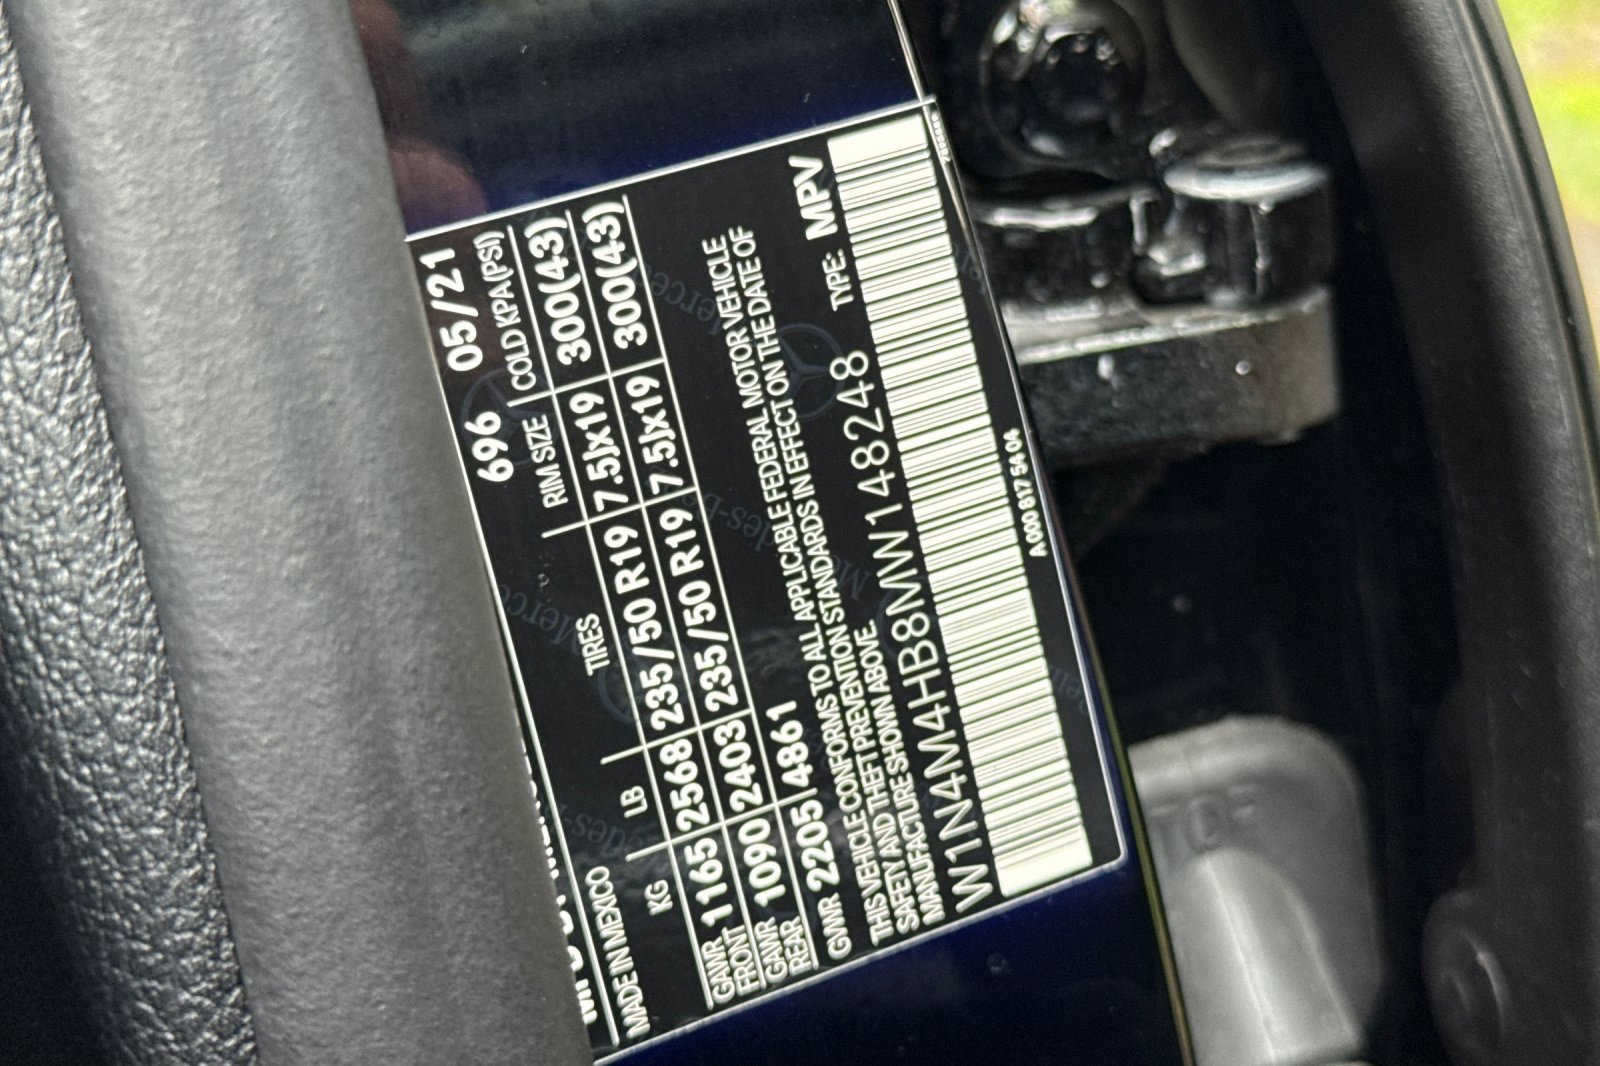 MADE IN MEXICO 696 05/21
KG LB TIRES RIM SIZE COLD KPA(PSI)
GAWR FRONT 1165 2568 235/50 R19 7.5Jx19 300(43)
GAWR REAR 1090 2403 235/50 R19 7.5Jx19 300(43)
GVWR 2205 4861
THIS VEHICLE CONFORMS TO ALL APPLICABLE FEDERAL MOTOR VEHICLE
SAFETY AND THEFT PREVENTION STANDARDS IN EFFECT ON THE DATE OF
MANUFACTURE SHOWN ABOVE.
TYPE: MPV
W1N4M4HB8MW148248
A 000 817 54 04
TOP